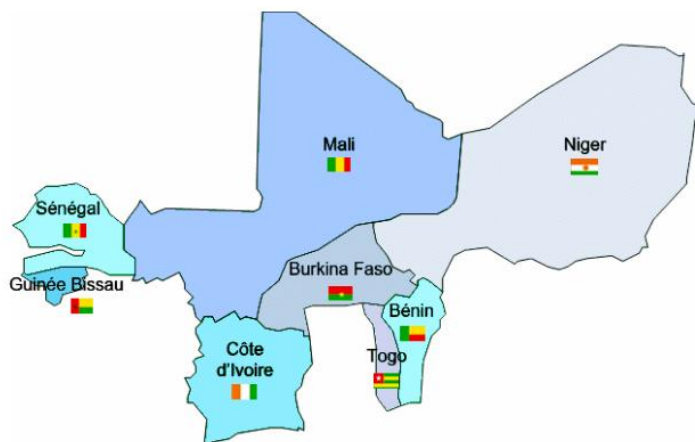 Mali
Niger
Sénégal
Burkina Faso
Guinée Bissau
Bénin
Côte
d'Ivoire
Togo